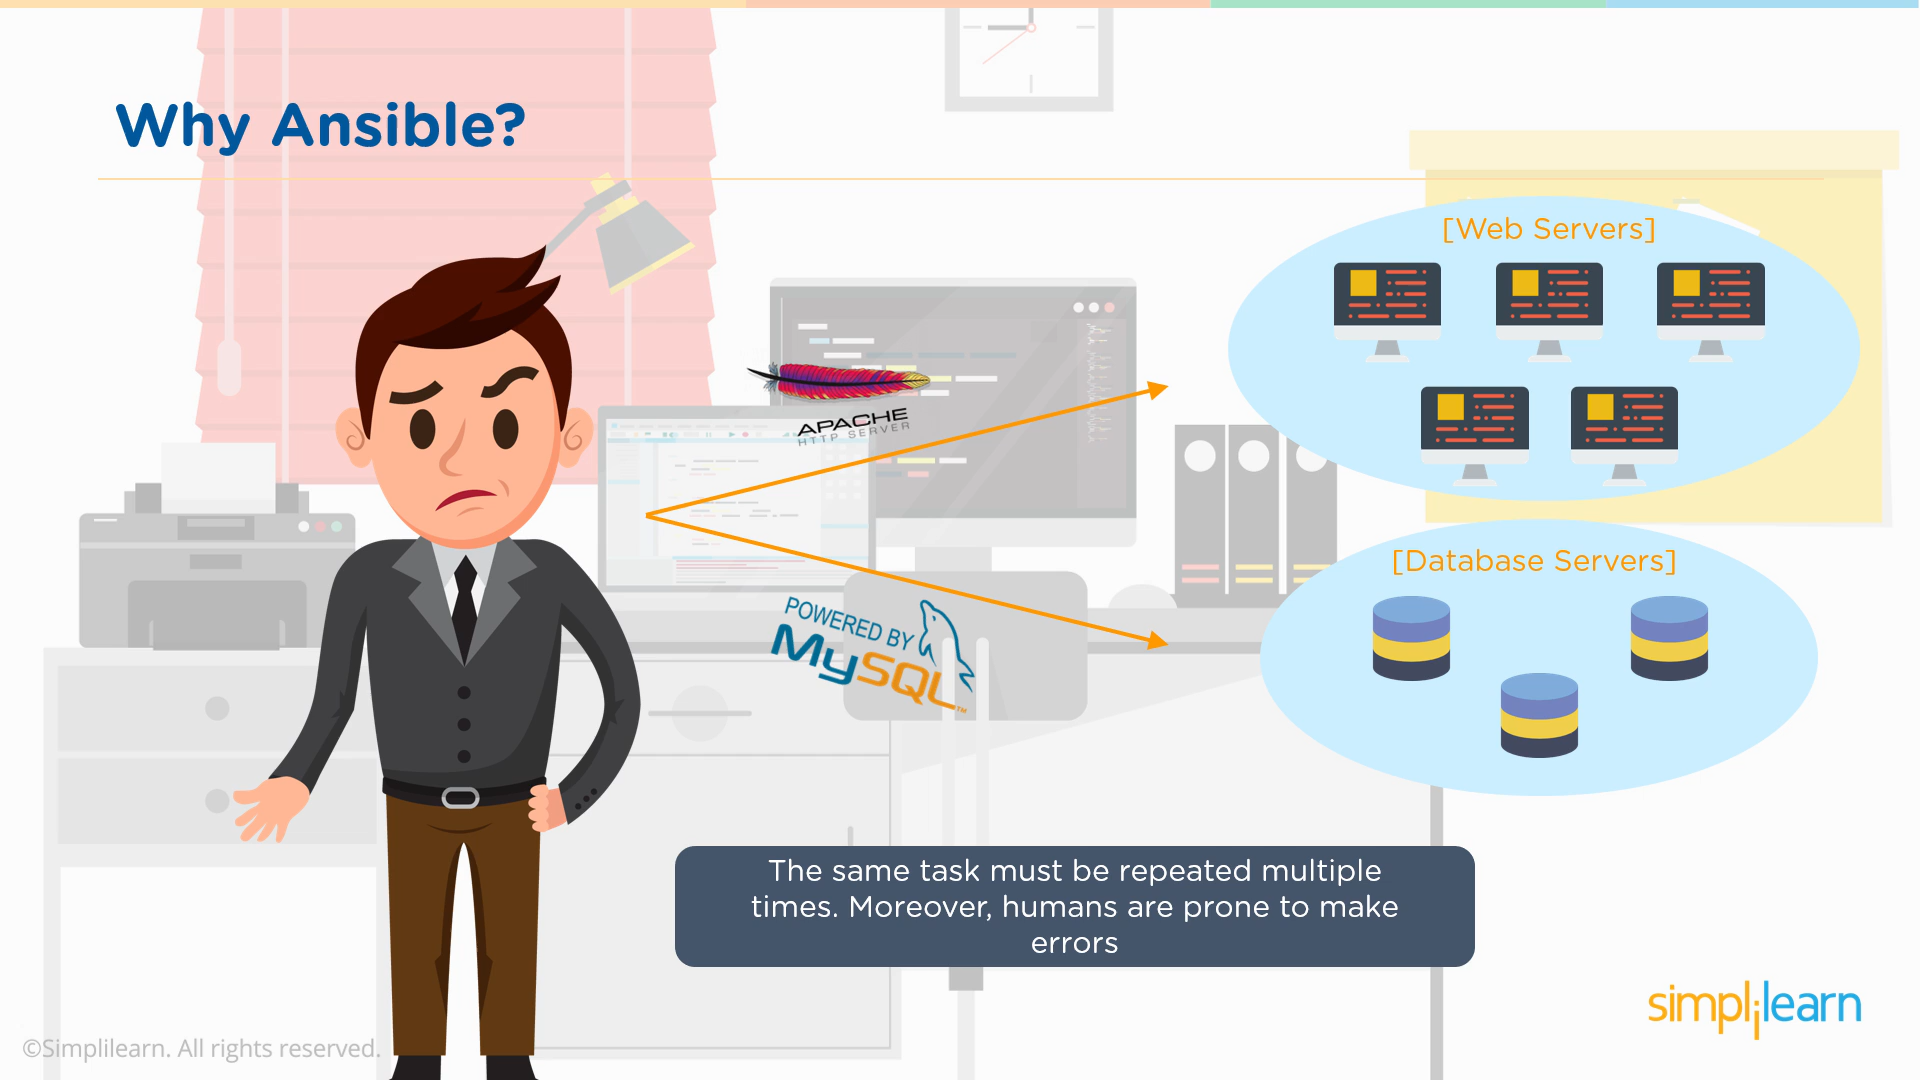 Why Ansible?
[Web Servers]
APACHE
HTTP SERVER
[Database Servers]
POWERED BY
MySQL™
The same task must be repeated multiple
times. Moreover, humans are prone to make
errors
simplilearn
©Simplilearn. All rights reserved.